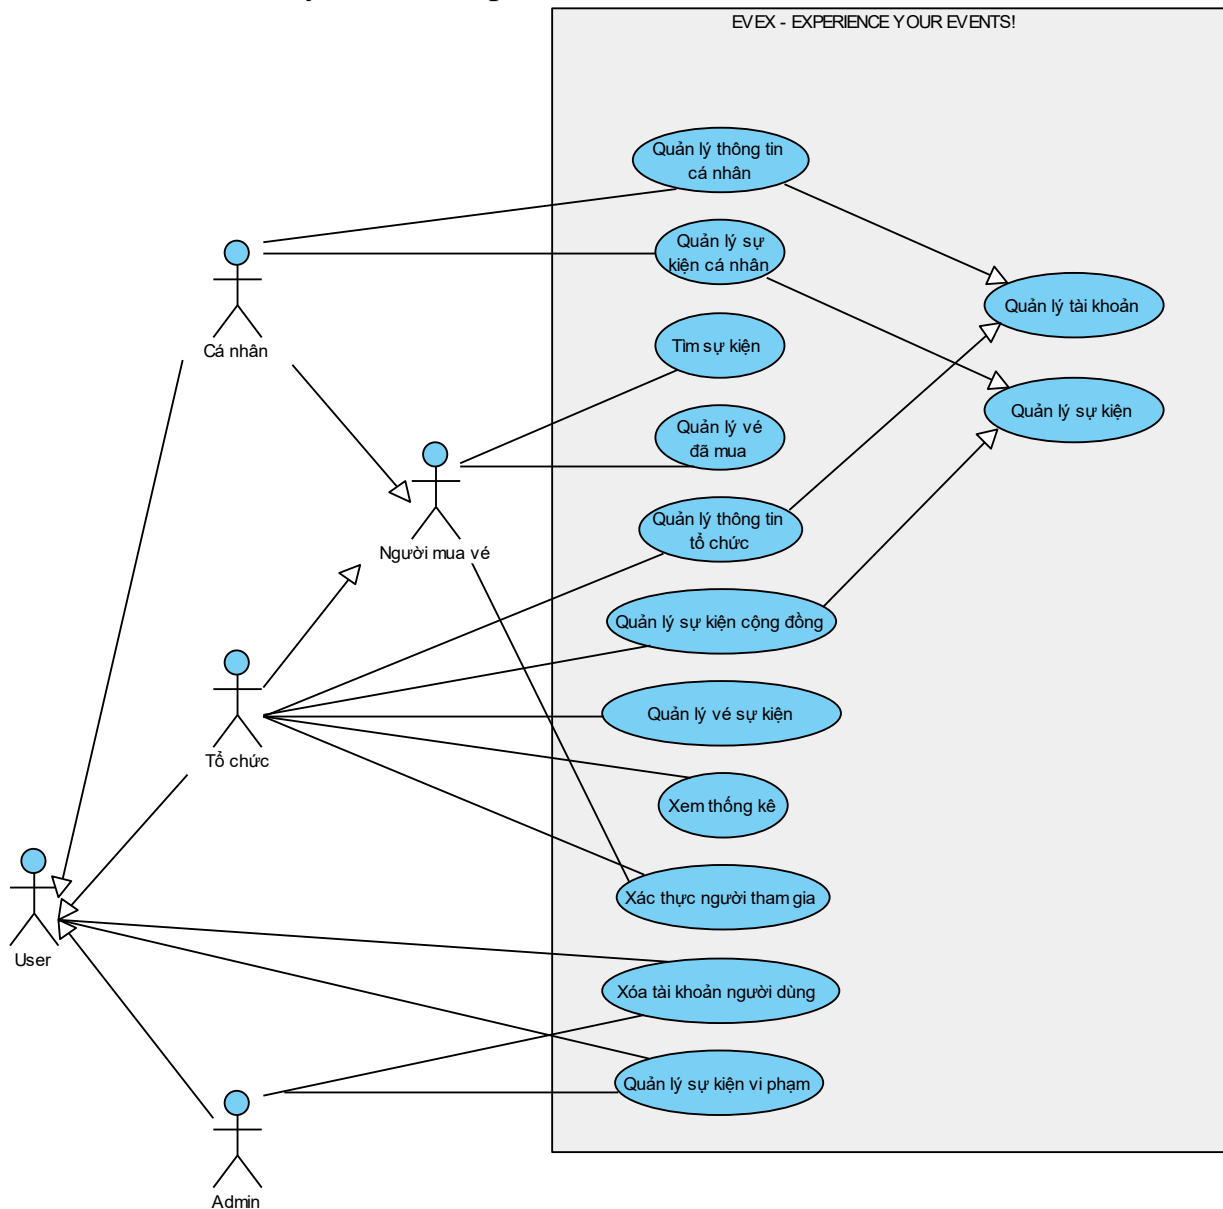 EVEX - EXPERIENCE YOUR EVENTS!
Quản lý thông tin
cá nhân
Quản lý sự
kiện cá nhân
Quản lý tài khoản
Cá nhân
Tìm sự kiện
Quản lý sự kiện
Quản lý vé
đã mua
Người mua vé
Quản lý thông tin
tổ chức
Quản lý sự kiện cộng đồng
Quản lý vé sự kiện
Tổ chức
Xem thống kê
Xác thực người tham gia
User
Xóa tài khoản người dùng
Quản lý sự kiện vi phạm
Admin